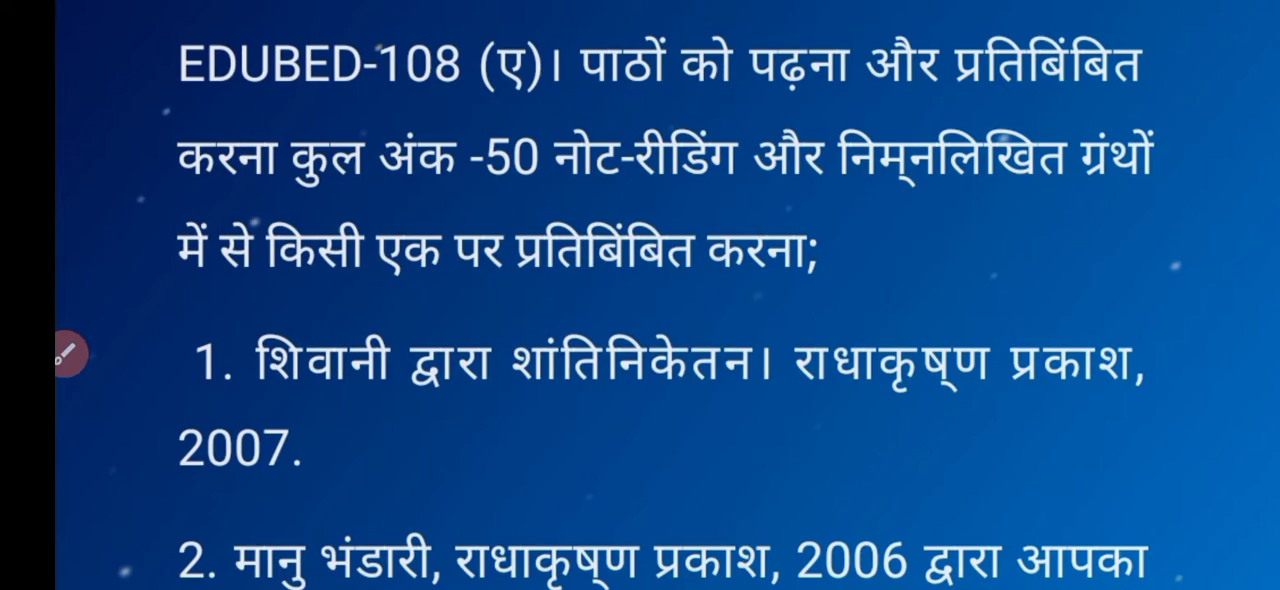 EDUBED-108 (ए)। पाठों को पढ़ना और प्रतिबिंबित
करना कुल अंक -50 नोट-रीडिंग और निम्नलिखित ग्रंथों
में से किसी एक पर प्रतिबिंबित करना;
1. शिवानी द्वारा शांतिनिकेतन। राधाकृष्ण प्रकाश,
2007.
2. मानु भंडारी, राधाकृष्ण प्रकाश, 2006 द्वारा आपका